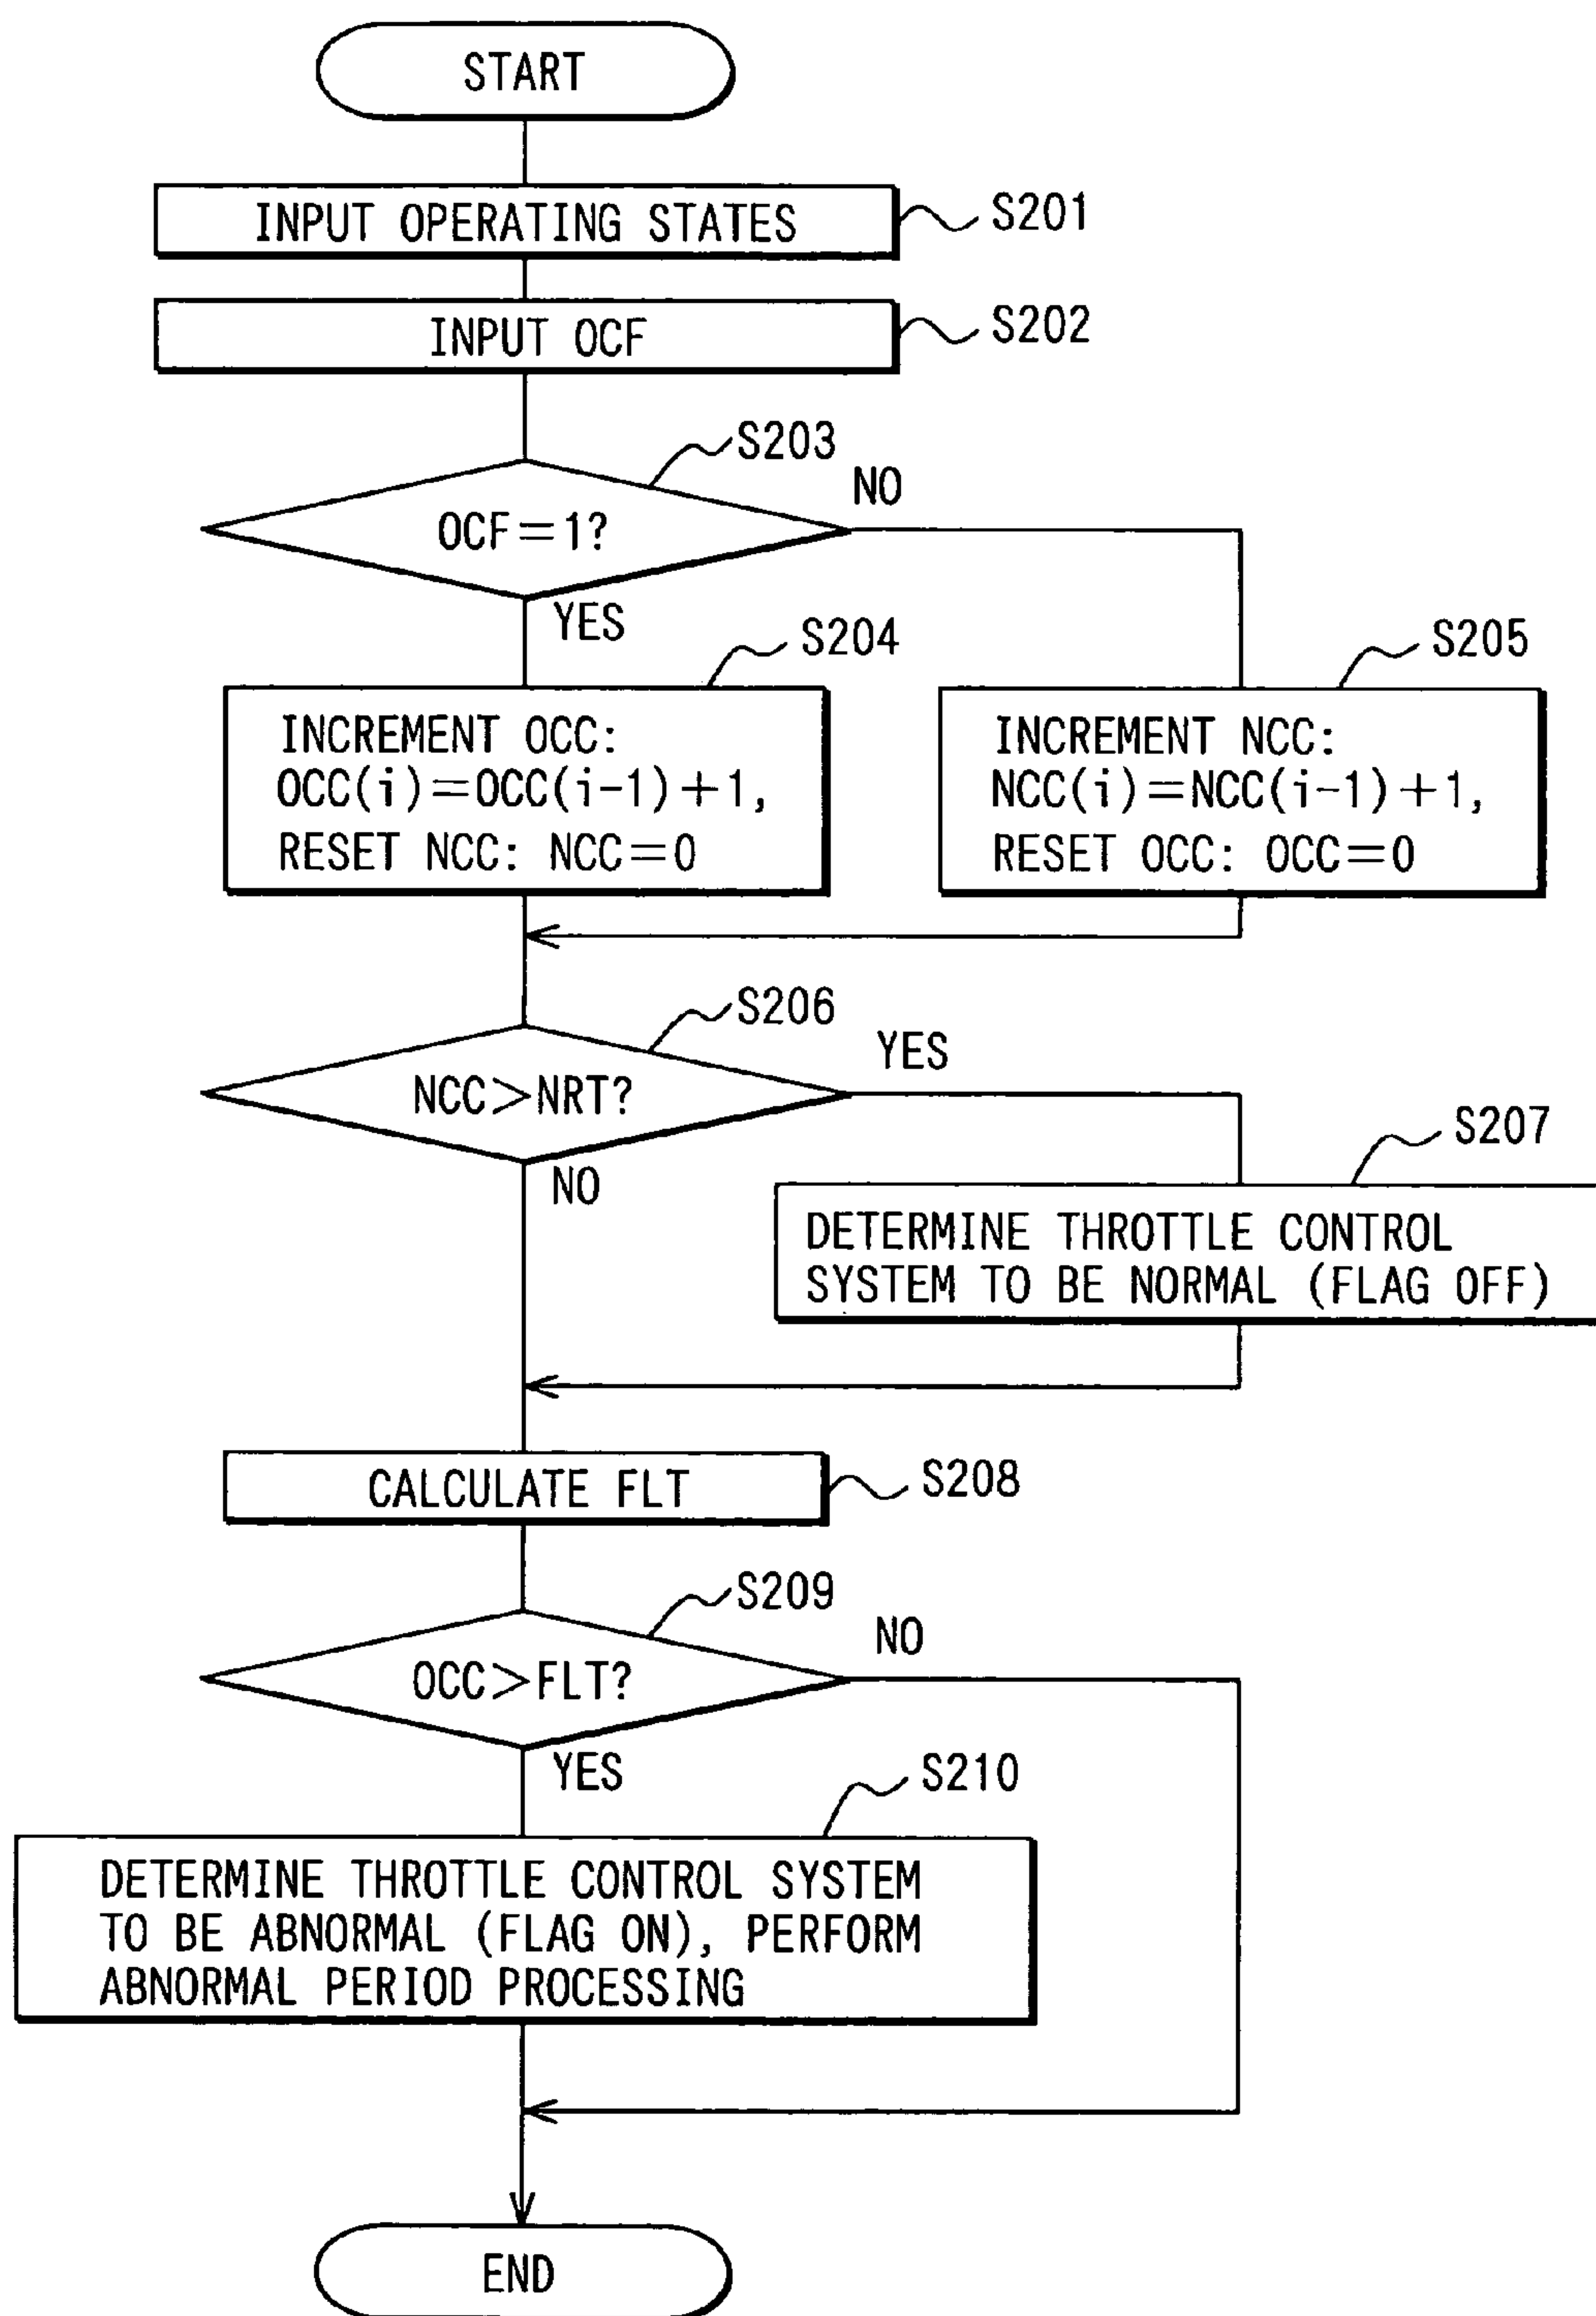 START
INPUT OPERATING STATES
S201
INPUT OCF
S202
S203
OCF=1?
NO
YES
S204
INCREMENT OCC:
OCC(i)=OCC(i-1)+1,
RESET NCC: NCC=0
S205
INCREMENT NCC:
NCC(i)=NCC(i-1)+1,
RESET OCC: OCC=0
S206
NCC>NRT?
YES
NO
S207
DETERMINE THROTTLE CONTROL
SYSTEM TO BE NORMAL (FLAG OFF)
CALCULATE FLT
S208
S209
OCC>FLT?
NO
YES
S210
DETERMINE THROTTLE CONTROL SYSTEM
TO BE ABNORMAL (FLAG ON), PERFORM
ABNORMAL PERIOD PROCESSING
END